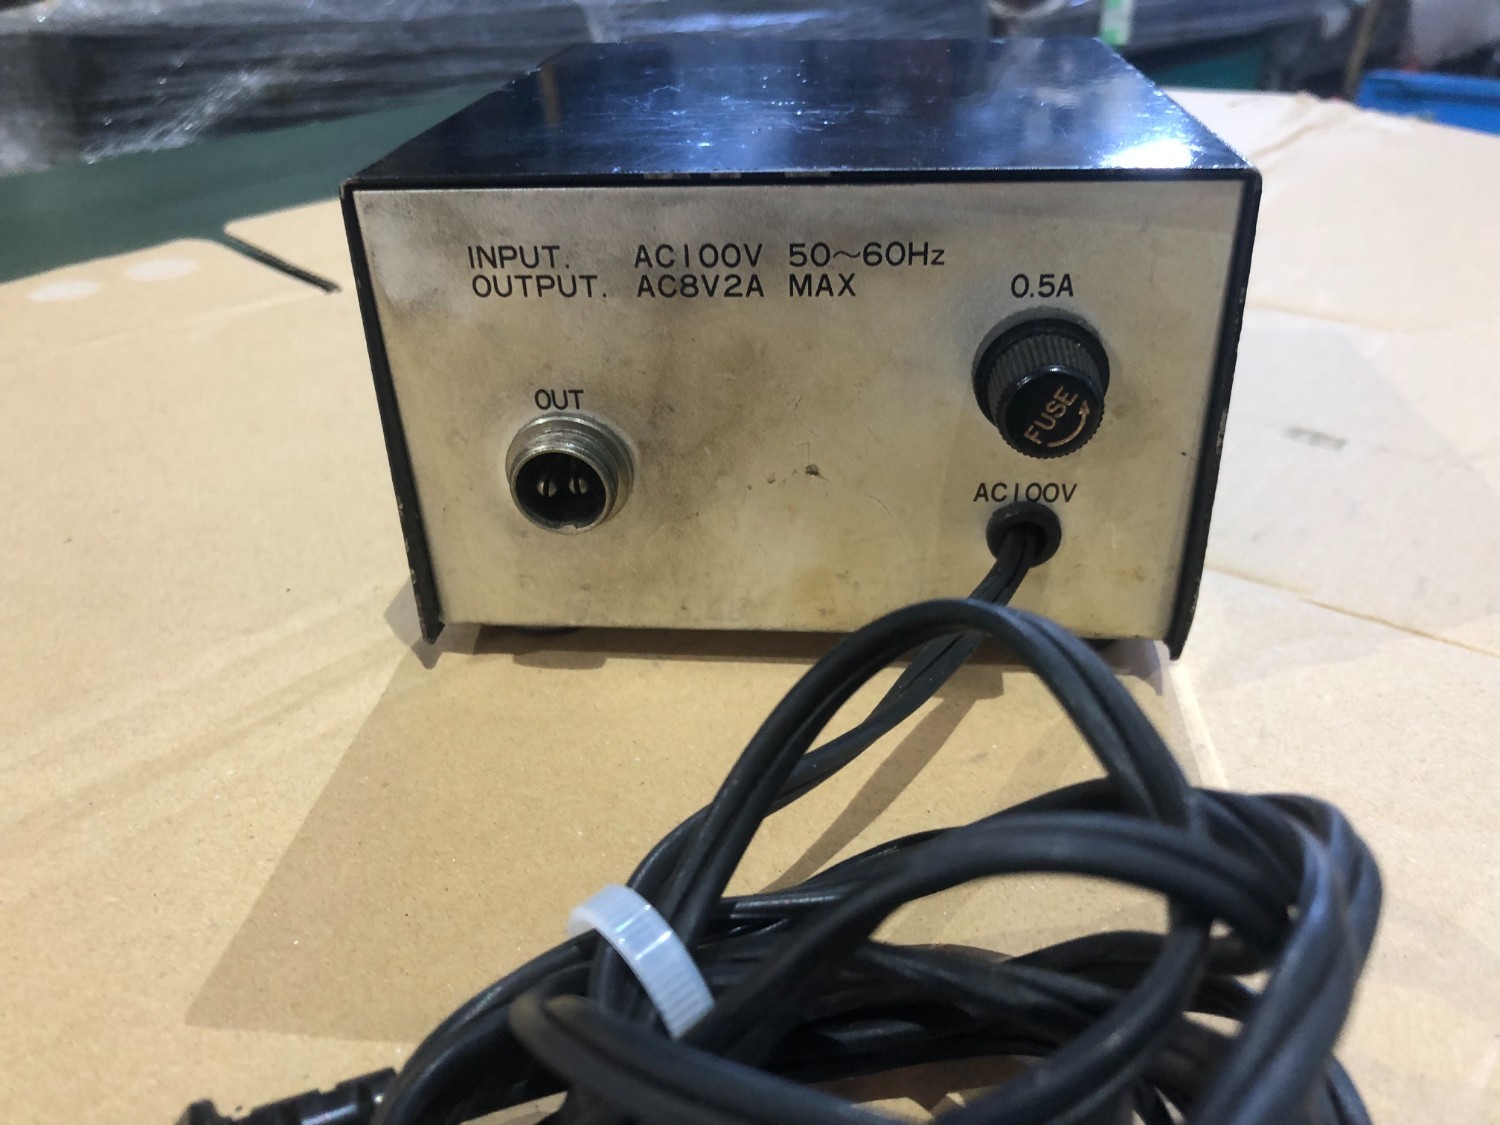 INPUT. AC100V 50～60Hz
OUTPUT. AC8V2A MAX
0.5A
OUT
FUSE
AC100V